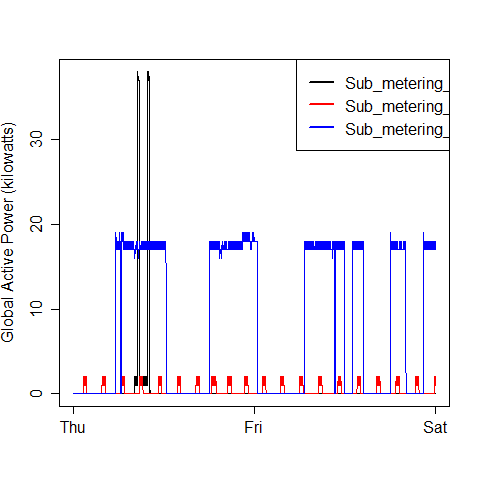 Sub_metering_
Sub_metering_
Sub_metering_
Global Active Power (kilowatts)
30
20
10
0
Thu Fri Sat